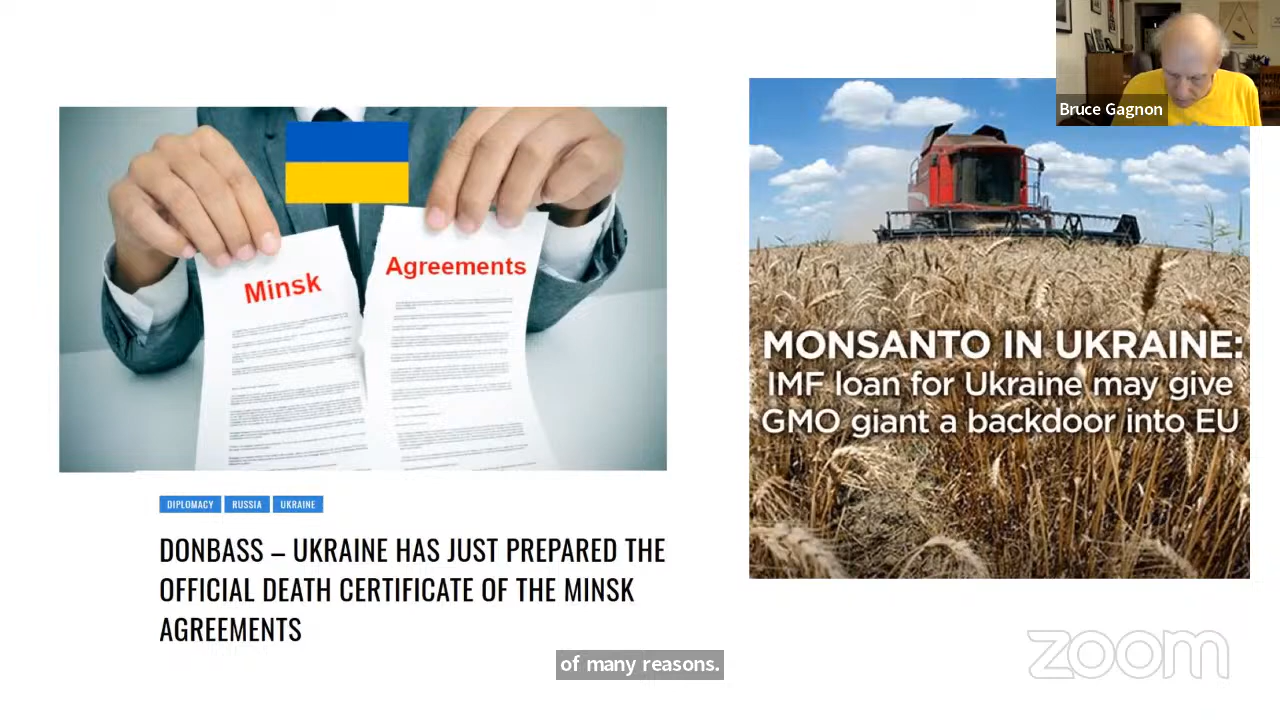 Bruce Gagnon
Minsk
Agreements
MONSANTO IN UKRAINE:
IMF loan for Ukraine may give
GMO giant a backdoor into EU
DIPLOMACY RUSSIA UKRAINE
DONBASS – UKRAINE HAS JUST PREPARED THE
OFFICIAL DEATH CERTIFICATE OF THE MINSK
AGREEMENTS
of many reasons.
zoom